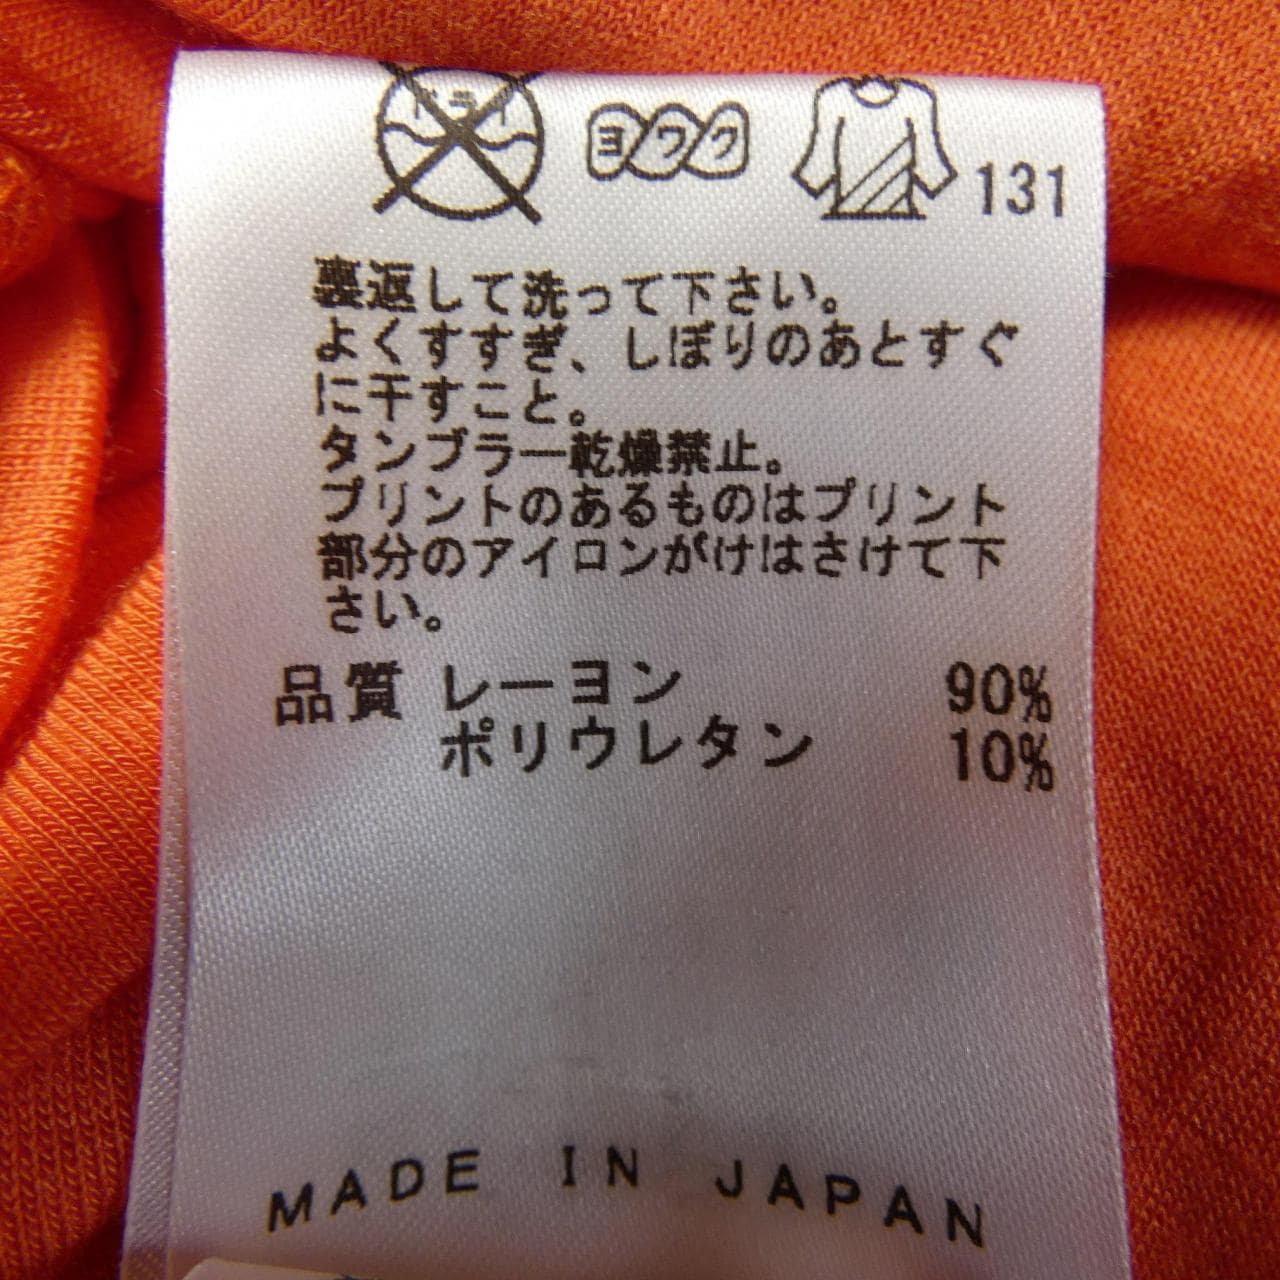 ドライ
ヨワク
131
裏返して洗って下さい。
よくすすぎ、しぼりのあとすぐ
に干すこと。
タンブラー乾燥禁止。
プリントのあるものはプリント
部分のアイロンがけはさけて下
さい。
品質 レーヨン 90%
ポリウレタン 10%
MADE IN JAPAN